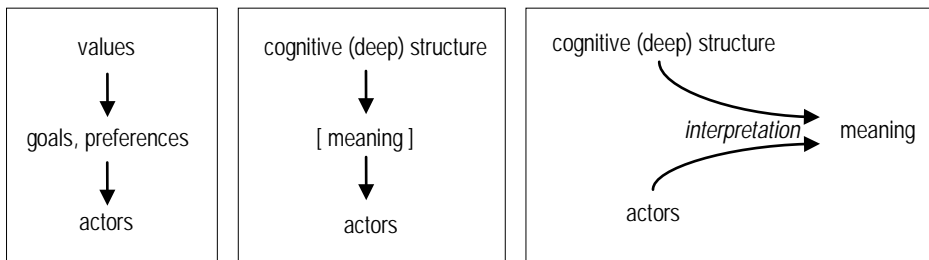 values
goals, preferences
actors
cognitive (deep) structure
[ meaning ]
actors
cognitive (deep) structure
interpretation
meaning
actors